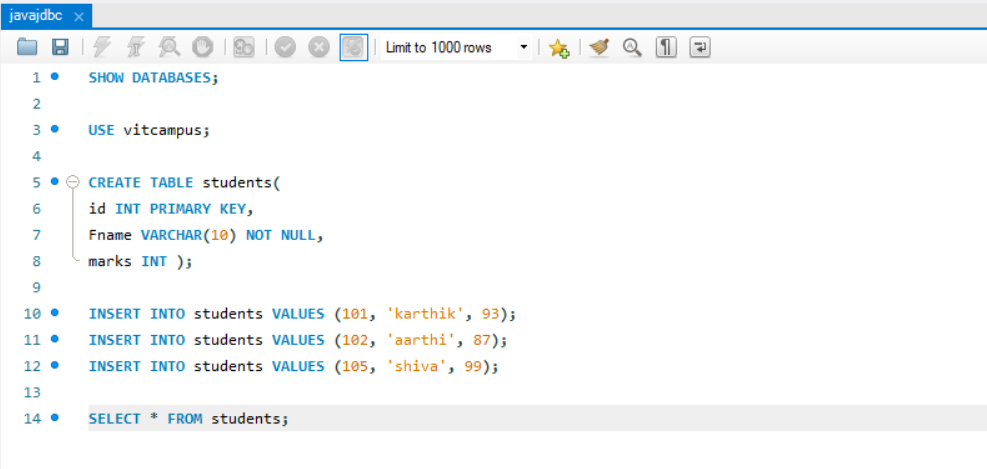 javajdbc
Limit to 1000 rows
1 SHOW DATABASES;
2
3 USE vitcampus;
4
5 CREATE TABLE students(
6 id INT PRIMARY KEY,
7 Fname VARCHAR(10) NOT NULL,
8 marks INT );
9
10 INSERT INTO students VALUES (101, 'karthik', 93);
11 INSERT INTO students VALUES (102, 'aarthi', 87);
12 INSERT INTO students VALUES (105, 'shiva', 99);
13
14 SELECT * FROM students;